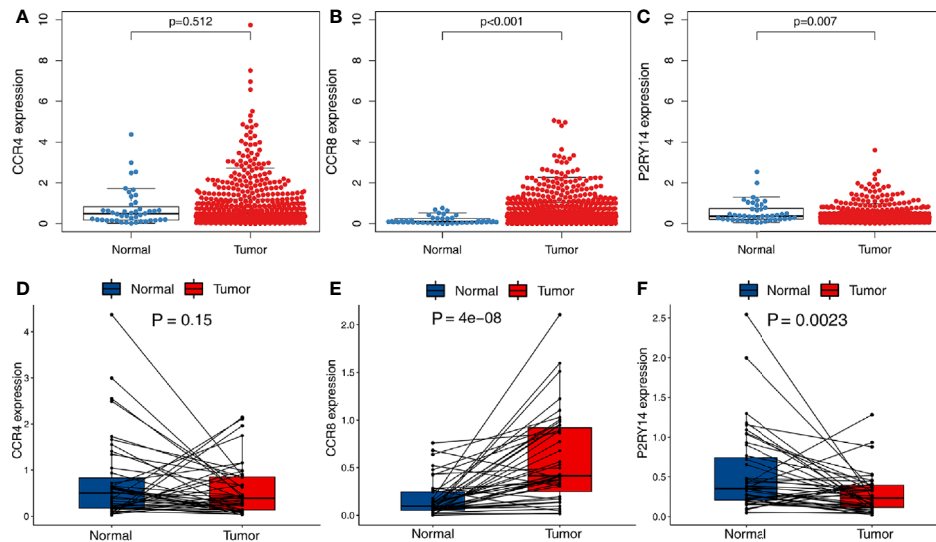 A
B
C
p=0.512
p<0.001
p=0.007
10
8
6
4
2
0
CCR4 expression
Normal
Tumor
10
8
6
4
2
0
CCR8 expression
Normal
Tumor
10
8
6
4
2
0
P2RY14 expression
Normal
Tumor
D
Normal
Tumor
P = 0.15
4
3
2
1
0
CCR4 expression
Normal
Tumor
E
Normal
Tumor
P = 4e-08
2.0
1.5
1.0
0.5
0.0
CCR8 expression
Normal
Tumor
F
Normal
Tumor
P = 0.0023
2.5
2.0
1.5
1.0
0.5
0.0
P2RY14 expression
Normal
Tumor